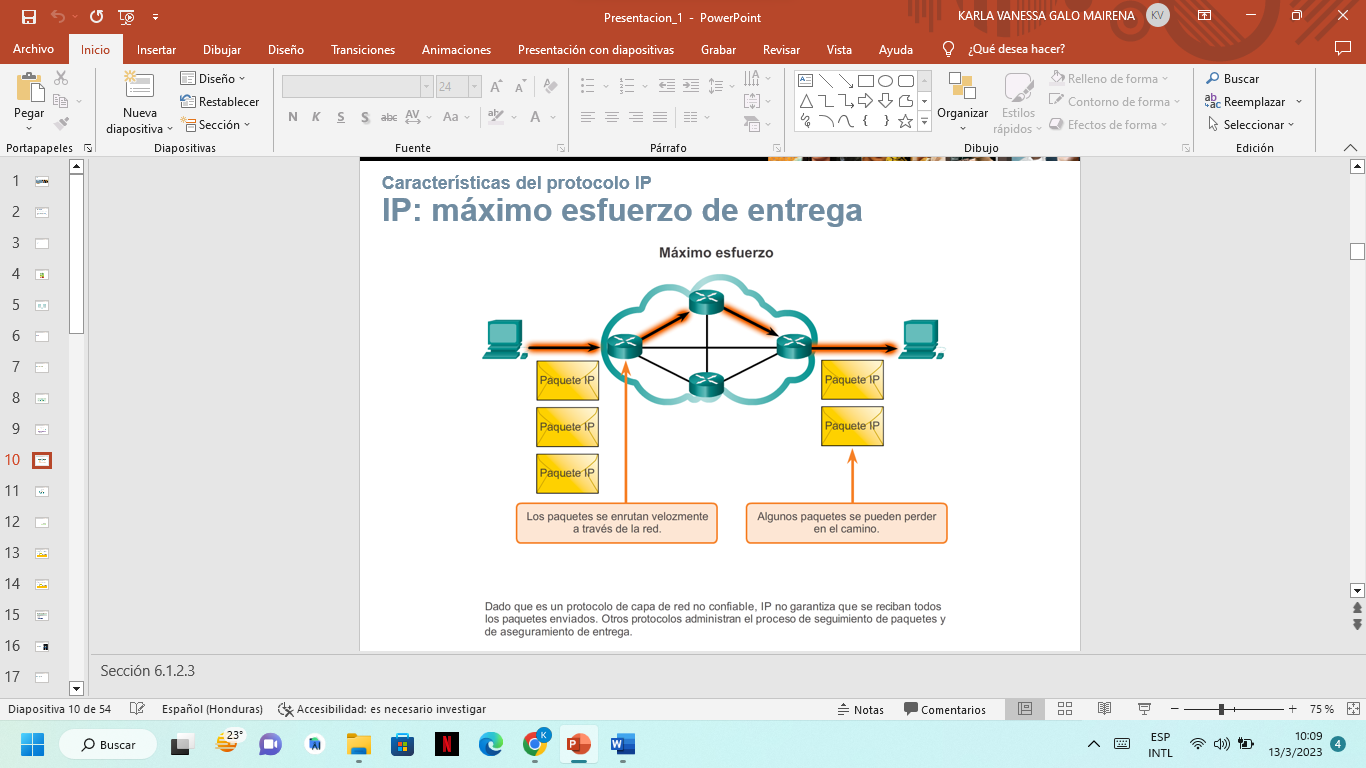 Presentacion_1 - PowerPoint
KARLA VANESSA GALO MAIRENA
KV
Archivo
Inicio
Insertar
Dibujar
Diseño
Transiciones
Animaciones
Presentación con diapositivas
Grabar
Revisar
Vista
Ayuda
¿Qué desea hacer?
Pegar
Portapapeles
Nueva
diapositiva
Diseño
Restablecer
Sección
Diapositivas
24
N K S S abc AV Aa A
Fuente
Párrafo
Organizar
Estilos
rápidos
Relleno de forma
Contorno de forma
Efectos de forma
Dibujo
Buscar
Reemplazar
Seleccionar
Edición
1
2
3
4
5
6
7
8
9
10
11
12
13
14
15
16
17
Características del protocolo IP
IP: máximo esfuerzo de entrega
Máximo esfuerzo
Paquete IP
Paquete IP
Paquete IP
Paquete IP
Paquete IP
Los paquetes se enrutan velozmente
a través de la red.
Algunos paquetes se pueden perder
en el camino.
Dado que es un protocolo de capa de red no confiable, IP no garantiza que se reciban todos
los paquetes enviados. Otros protocolos administran el proceso de seguimiento de paquetes y
de aseguramiento de entrega.
Sección 6.1.2.3
Diapositiva 10 de 54
Español (Honduras)
Accesibilidad: es necesario investigar
Notas
Comentarios
75 %
Buscar
23°
K
ESP
INTL
10:09
13/3/2023
4